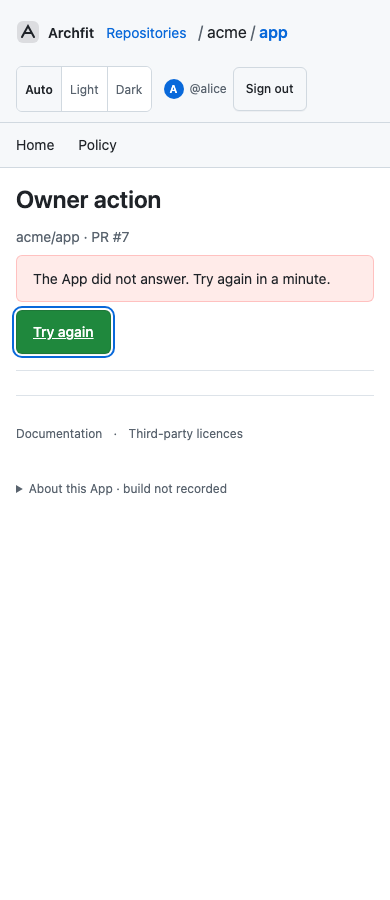 Archfit Repositories / acme / app
Auto Light Dark A @alice Sign out
Home Policy
Owner action
acme/app · PR #7
The App did not answer. Try again in a minute.
Try again
Documentation · Third-party licences
About this App · build not recorded